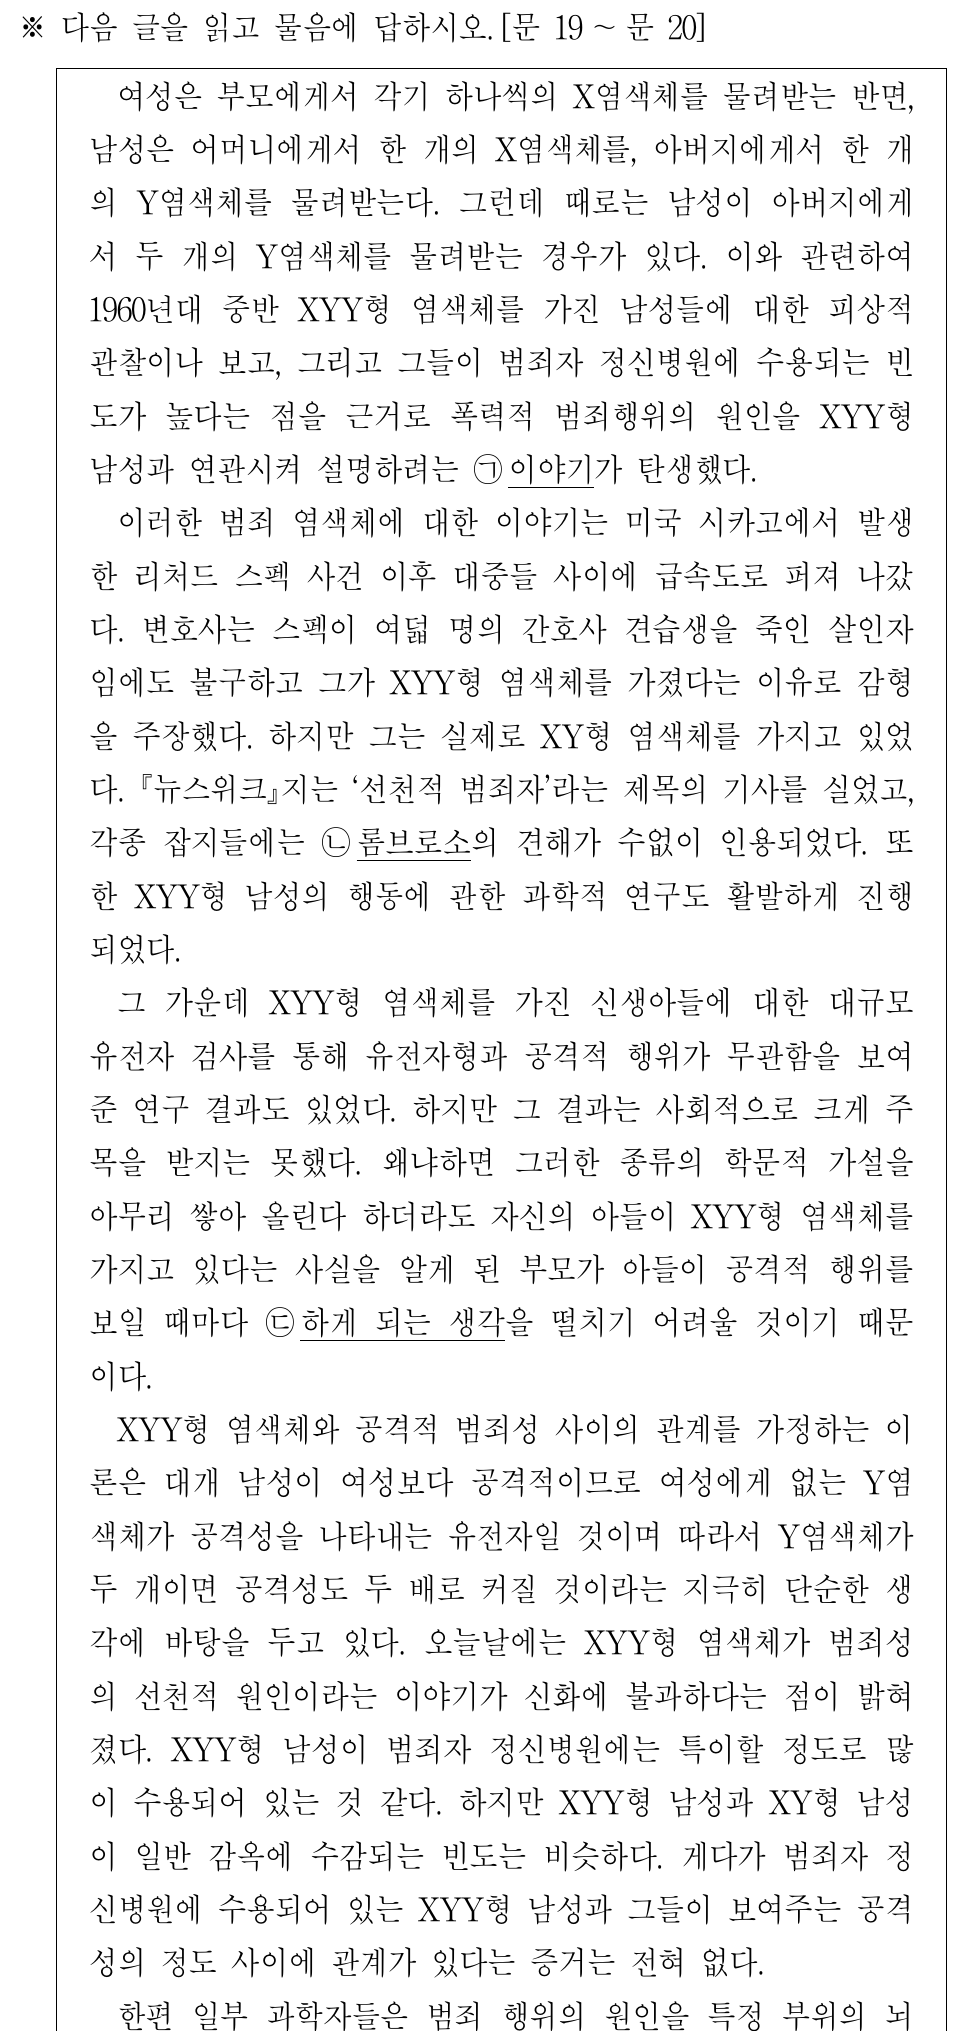 ※ 다음 글을 읽고 물음에 답하시오. [문 19 ~ 문 20]
여성은 부모에게서 각기 하나씩의 X염색체를 물려받는 반면,
남성은 어머니에게서 한 개의 X염색체를, 아버지에게서 한 개
의 Y염색체를 물려받는다. 그런데 때로는 남성이 아버지에게
서 두 개의 Y염색체를 물려받는 경우가 있다. 이와 관련하여
1960년대 중반 XYY형 염색체를 가진 남성들에 대한 피상적
관찰이나 보고, 그리고 그들이 범죄자 정신병원에 수용되는 빈
도가 높다는 점을 근거로 폭력적 범죄행위의 원인을 XYY형
남성과 연관시켜 설명하려는 ㉠이야기가 탄생했다.
이러한 범죄 염색체에 대한 이야기는 미국 시카고에서 발생
한 리처드 스펙 사건 이후 대중들 사이에 급속도로 퍼져 나갔
다. 변호사는 스펙이 여덟 명의 간호사 견습생을 죽인 살인자
임에도 불구하고 그가 XYY형 염색체를 가졌다는 이유로 감형
을 주장했다. 하지만 그는 실제로 XY형 염색체를 가지고 있었
다. 『뉴스위크』지는 ‘선천적 범죄자’라는 제목의 기사를 실었고,
각종 잡지들에는 ㉡롬브로소의 견해가 수없이 인용되었다. 또
한 XYY형 남성의 행동에 관한 과학적 연구도 활발하게 진행
되었다.
그 가운데 XYY형 염색체를 가진 신생아들에 대한 대규모
유전자 검사를 통해 유전자형과 공격적 행위가 무관함을 보여
준 연구 결과도 있었다. 하지만 그 결과는 사회적으로 크게 주
목을 받지는 못했다. 왜냐하면 그러한 종류의 학문적 가설을
아무리 쌓아 올린다 하더라도 자신의 아들이 XYY형 염색체를
가지고 있다는 사실을 알게 된 부모가 아들이 공격적 행위를
보일 때마다 ㉢하게 되는 생각을 떨치기 어려울 것이기 때문
이다.
XYY형 염색체와 공격적 범죄성 사이의 관계를 가정하는 이
론은 대개 남성이 여성보다 공격적이므로 여성에게 없는 Y염
색체가 공격성을 나타내는 유전자일 것이며 따라서 Y염색체가
두 개이면 공격성도 두 배로 커질 것이라는 지극히 단순한 생
각에 바탕을 두고 있다. 오늘날에는 XYY형 염색체가 범죄성
의 선천적 원인이라는 이야기가 신화에 불과하다는 점이 밝혀
졌다. XYY형 남성이 범죄자 정신병원에는 특이할 정도로 많
이 수용되어 있는 것 같다. 하지만 XYY형 남성과 XY형 남성
이 일반 감옥에 수감되는 빈도는 비슷하다. 게다가 범죄자 정
신병원에 수용되어 있는 XYY형 남성과 그들이 보여주는 공격
성의 정도 사이에 관계가 있다는 증거는 전혀 없다.
한편 일부 과학자들은 범죄 행위의 원인을 특정 부위의 뇌